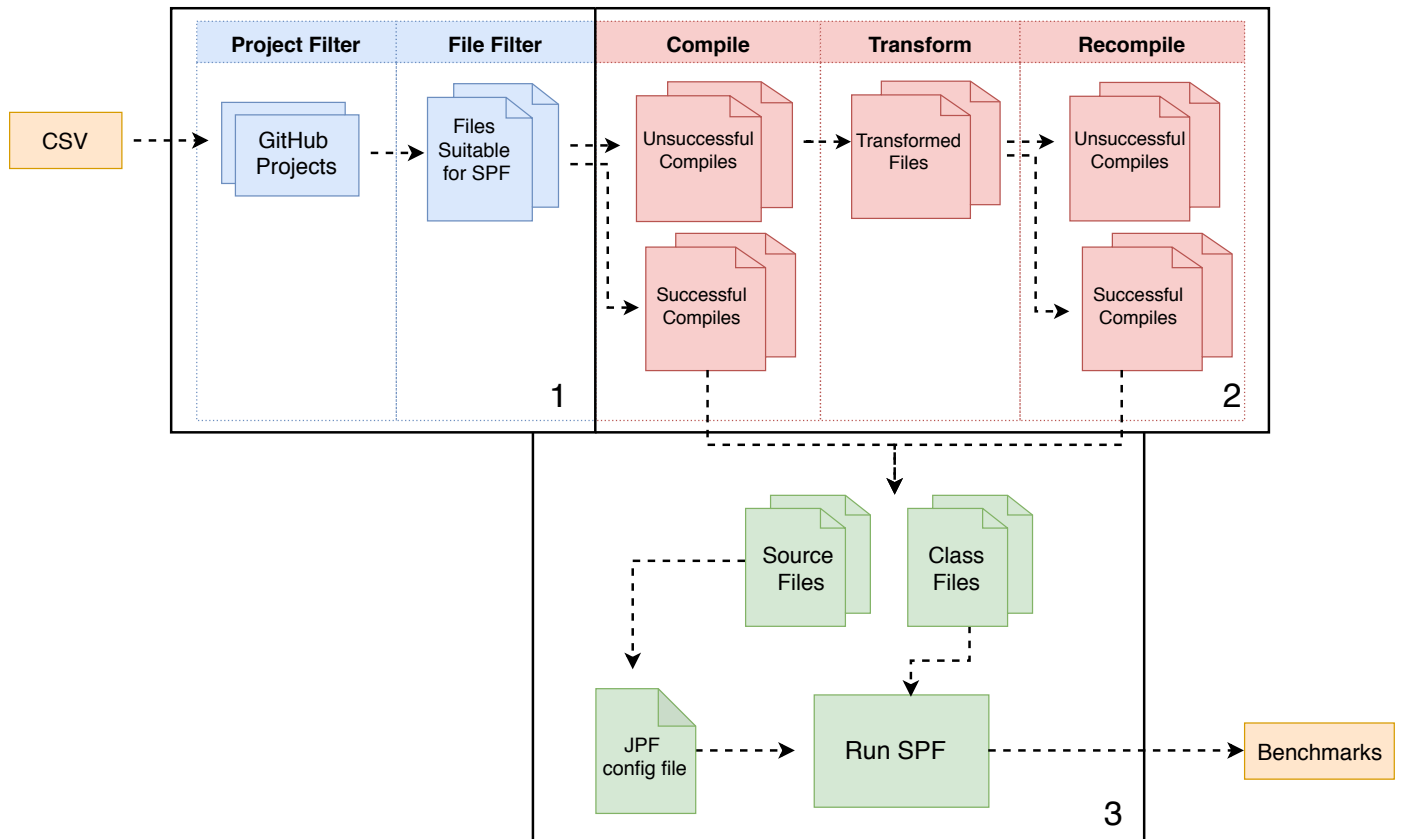 Project Filter
File Filter
Compile
Transform
Recompile
CSV
GitHub
Projects
Files
Suitable
for SPF
Unsuccessful
Compiles
Transformed
Files
Unsuccessful
Compiles
Successful
Compiles
Successful
Compiles
1
2
Source
Files
Class
Files
JPF
config file
Run SPF
Benchmarks
3